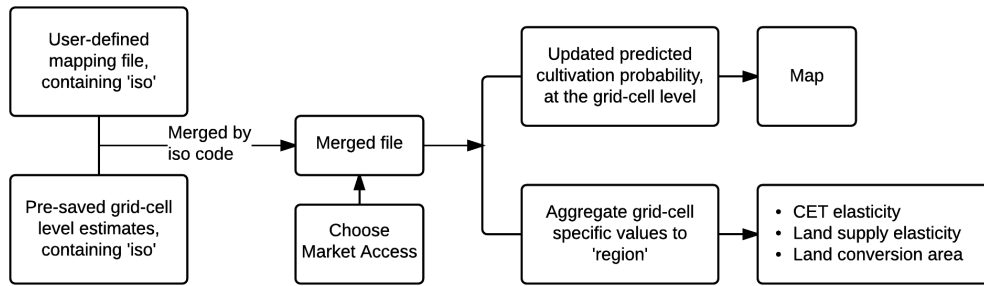 User-defined
mapping file,
containing 'iso'
Pre-saved grid-cell
level estimates,
containing 'iso'
Merged by
iso code
Merged file
Choose
Market Access
Updated predicted
cultivation probability,
at the grid-cell level
Map
Aggregate grid-cell
specific values to
'region'
• CET elasticity
• Land supply elasticity
• Land conversion area